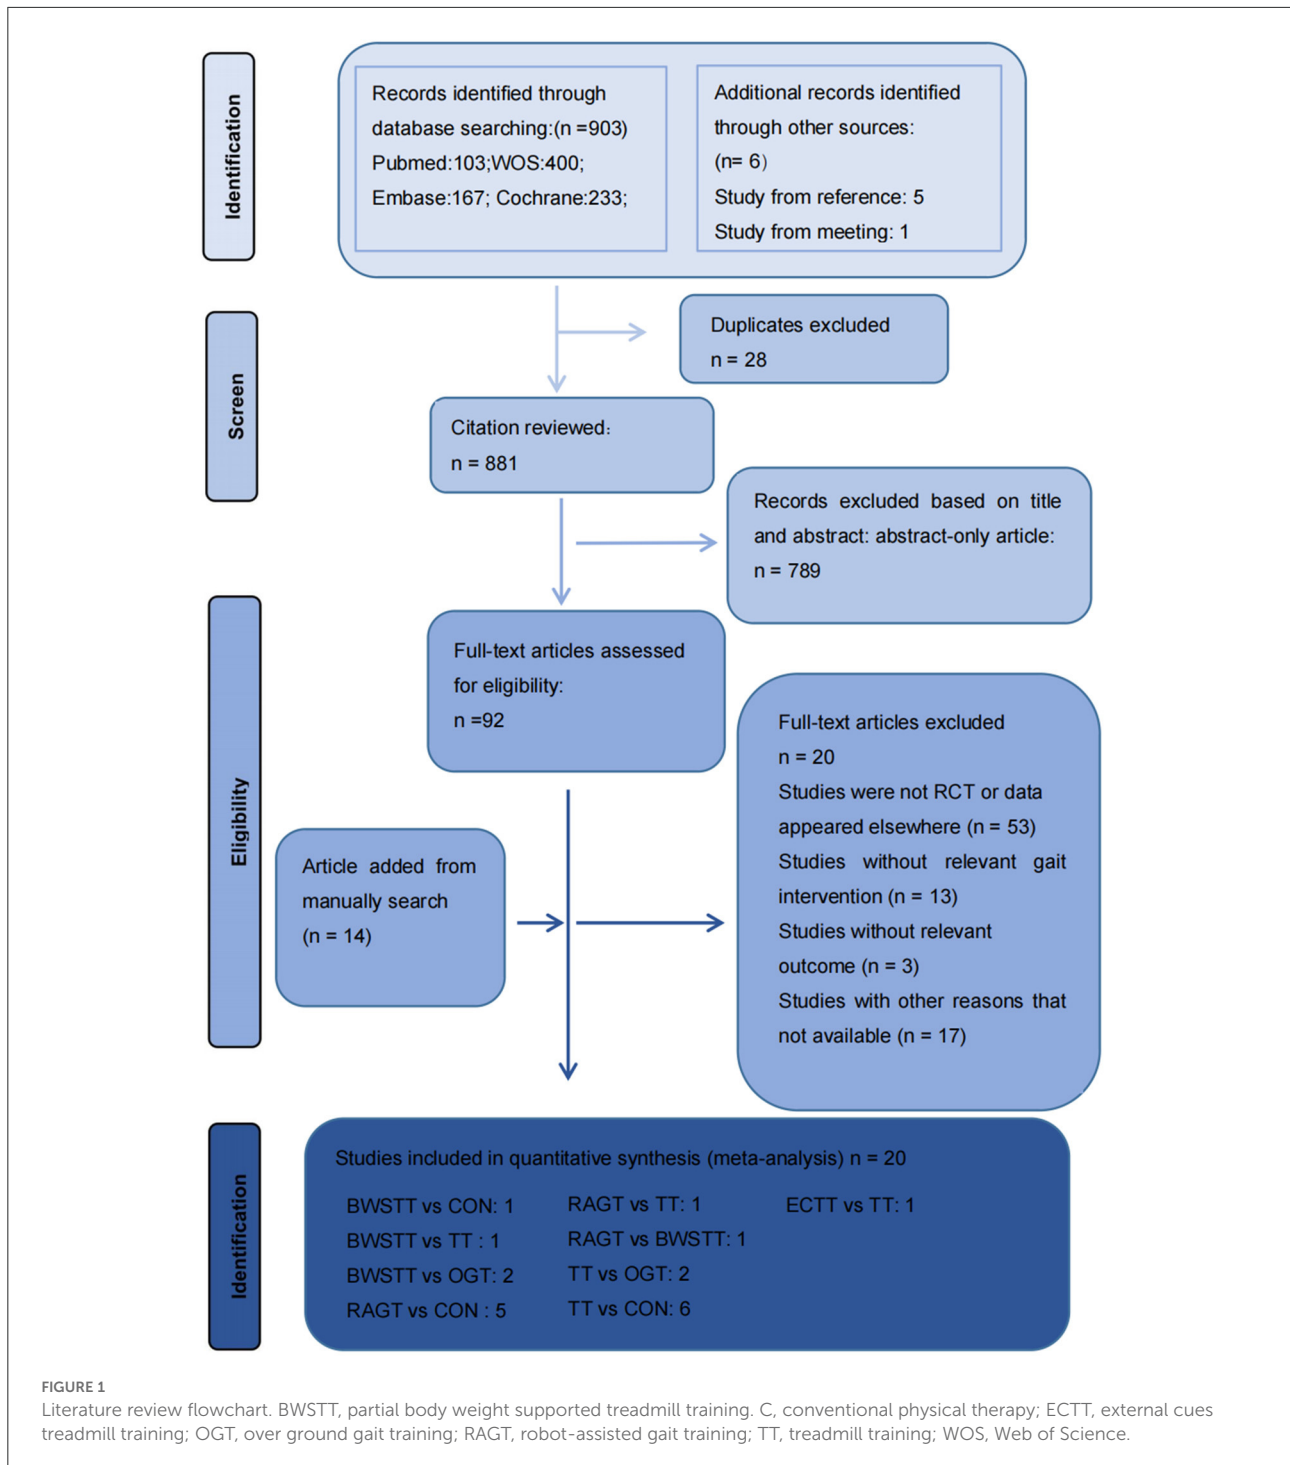 Identification
Records identified through
database searching:(n =903)
Pubmed:103;WOS:400;
Embase:167; Cochrane:233;
Additional records identified
through other sources:
(n= 6)
Study from reference: 5
Study from meeting: 1
Screen
Duplicates excluded
n = 28
Citation reviewed:
n = 881
Records excluded based on title
and abstract: abstract-only article:
n = 789
Eligibility
Full-text articles assessed
for eligibility:
n =92
Article added from
manually search
(n = 14)
Full-text articles excluded
n = 20
Studies were not RCT or data
appeared elsewhere (n = 53)
Studies without relevant gait
intervention (n = 13)
Studies without relevant
outcome (n = 3)
Studies with other reasons that
not available (n = 17)
Identification
Studies included in quantitative synthesis (meta-analysis) n = 20
BWSTT vs CON: 1
BWSTT vs TT : 1
BWSTT vs OGT: 2
RAGT vs CON : 5
RAGT vs TT: 1
RAGT vs BWSTT: 1
TT vs OGT: 2
TT vs CON: 6
ECTT vs TT: 1
FIGURE 1
Literature review flowchart. BWSTT, partial body weight supported treadmill training. C, conventional physical therapy; ECTT, external cues
treadmill training; OGT, over ground gait training; RAGT, robot-assisted gait training; TT, treadmill training; WOS, Web of Science.